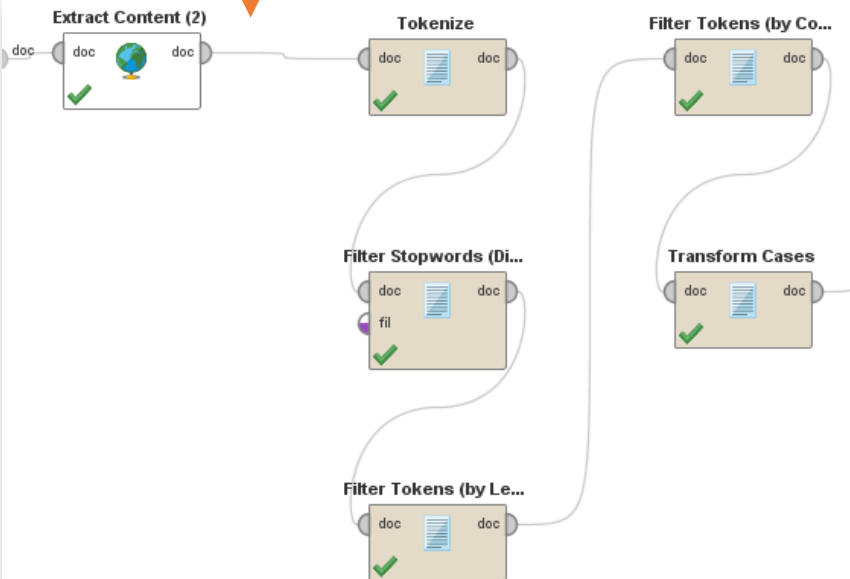 Extract Content (2)
doc
doc
doc
Tokenize
doc
doc
Filter Stopwords (Di...
doc
doc
fil
Filter Tokens (by Le...
doc
doc
Filter Tokens (by Co...
doc
doc
Transform Cases
doc
doc